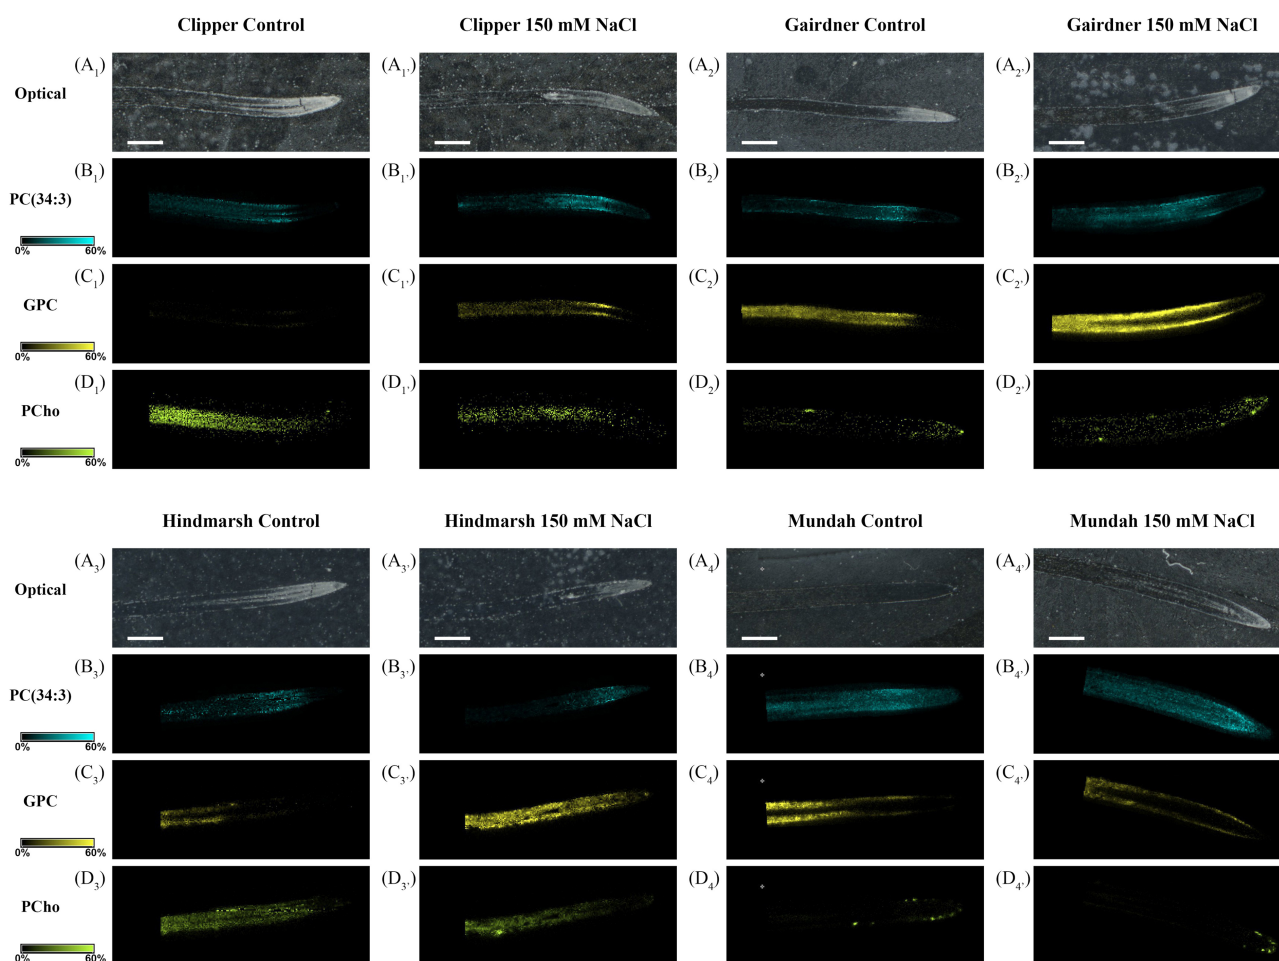 Clipper Control Clipper 150 mM NaCl Gairdner Control Gairdner 150 mM NaCl
(A1) (A1') (A2) (A2')
Optical
(B1) (B1') (B2) (B2')
PC(34:3)
0% 60%
(C1) (C1') (C2) (C2')
GPC
0% 60%
(D1) (D1') (D2) (D2')
PCho
0% 60%
Hindmarsh Control Hindmarsh 150 mM NaCl Mundah Control Mundah 150 mM NaCl
(A3) (A3') (A4) (A4')
Optical
(B3) (B3') (B4) (B4')
PC(34:3)
0% 60%
(C3) (C3') (C4) (C4')
GPC
0% 60%
(D3) (D3') (D4) (D4')
PCho
0% 60%